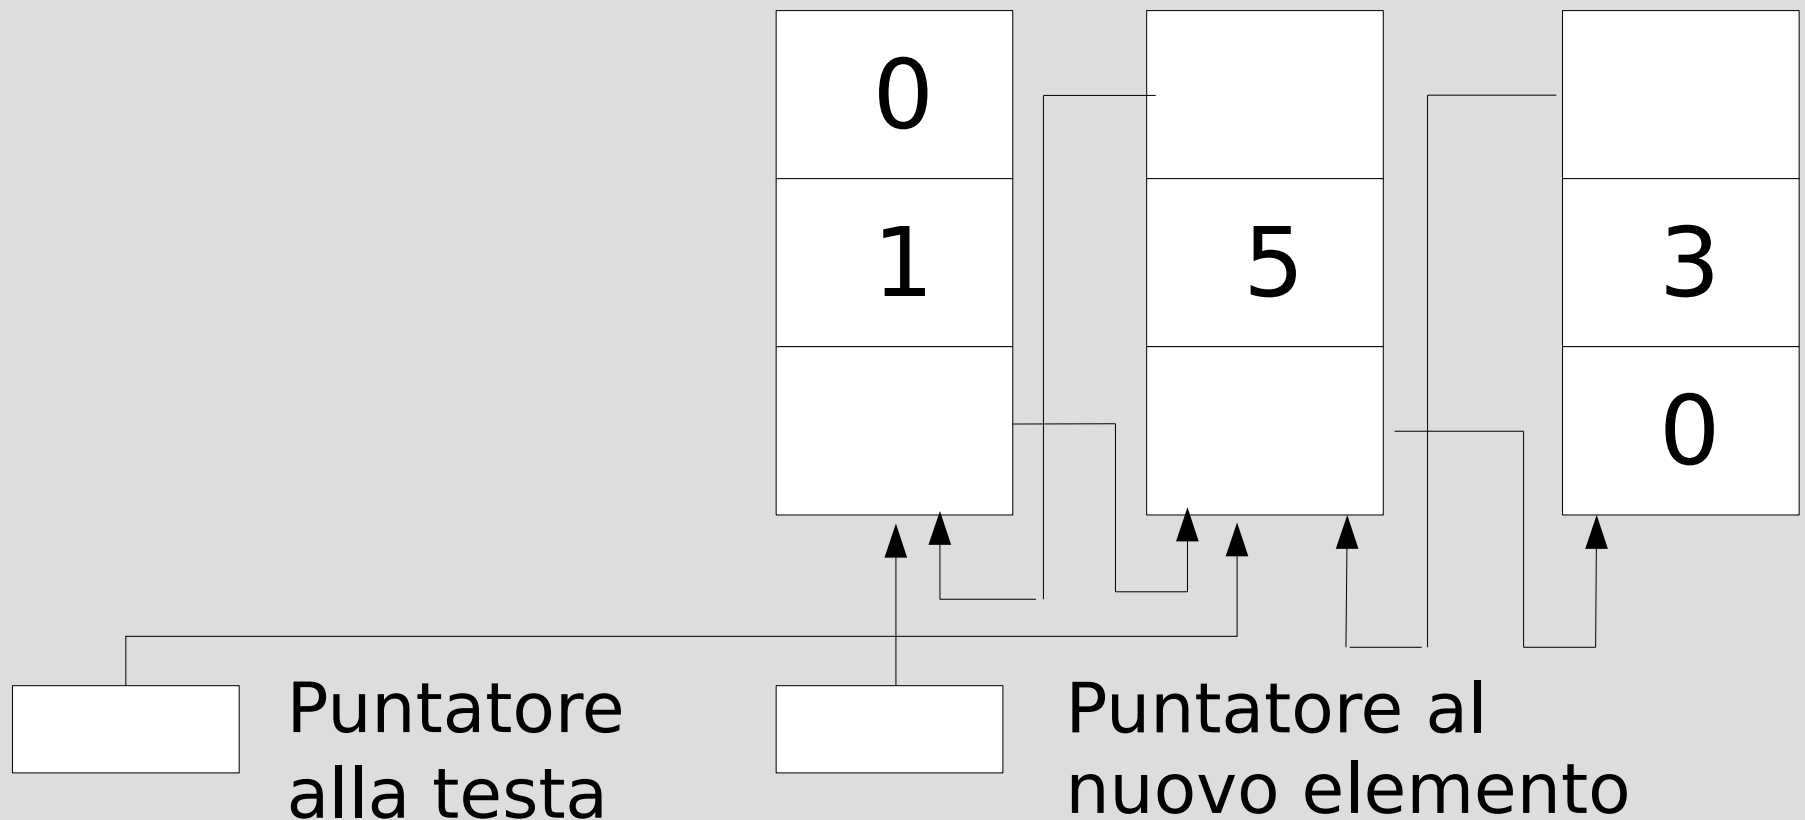 0
1 5 3
0
Puntatore
alla testa
Puntatore al
nuovo elemento